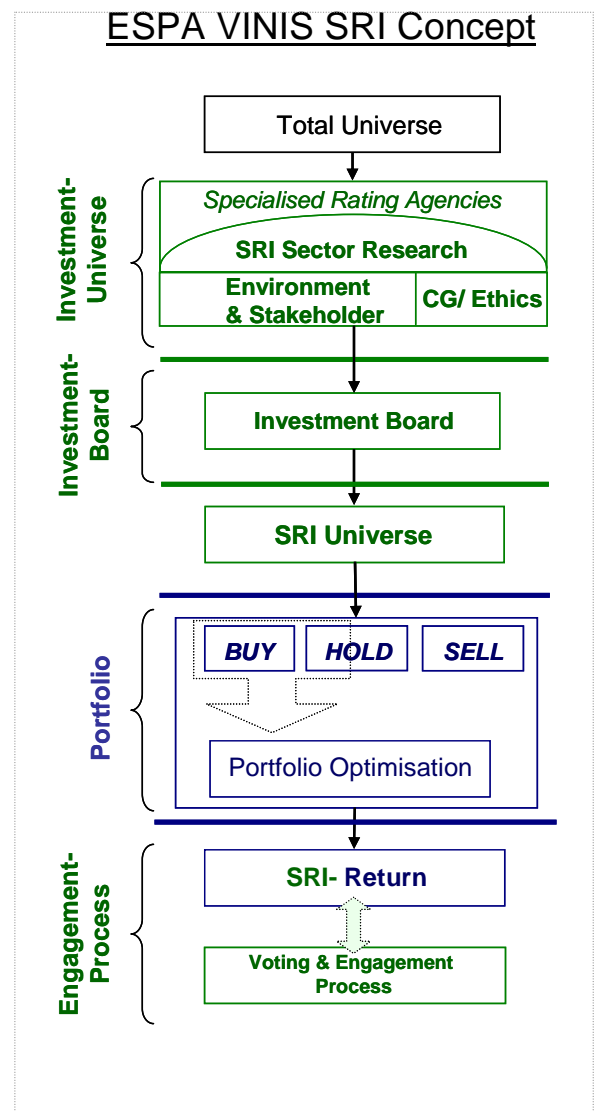 ESPA VINIS SRI Concept
Total Universe
Investment-
Universe
Specialised Rating Agencies
SRI Sector Research
Environment
& Stakeholder
CG/ Ethics
Investment-
Board
Investment Board
SRI Universe
Portfolio
BUY
HOLD
SELL
Portfolio Optimisation
Engagement-
Process
SRI- Return
Voting & Engagement
Process